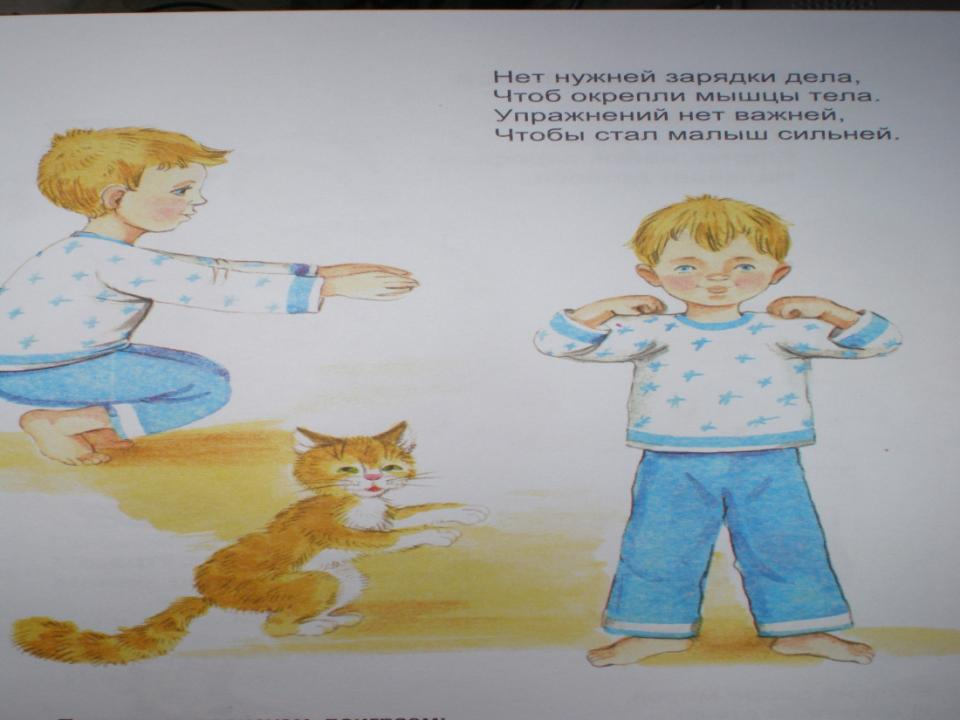 Нет нужней зарядки дела,
Чтоб окрепли мышцы тела.
Упражнений нет важней,
Чтобы стал малыш сильней.